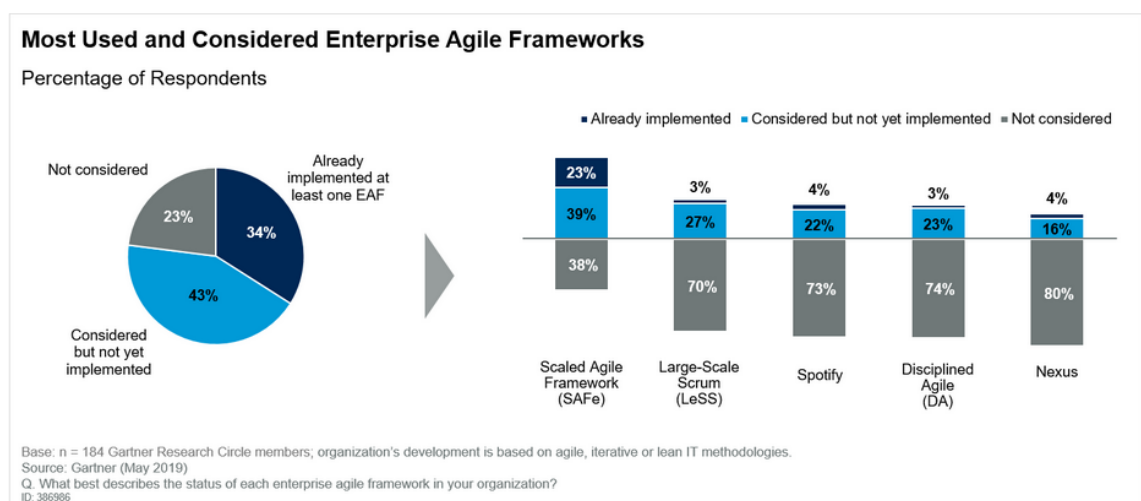 Most Used and Considered Enterprise Agile Frameworks
Percentage of Respondents
Already implemented Considered but not yet implemented Not considered
Not considered
Already
implemented at
least one EAF
23%
34%
43%
Considered
but not yet
implemented
23%
39%
38%
3%
27%
70%
4%
22%
73%
3%
23%
74%
4%
16%
80%
Scaled Agile
Framework
(SAFe)
Large-Scale
Scrum
(LeSS)
Spotify
Disciplined
Agile
(DA)
Nexus
Base: n = 184 Gartner Research Circle members; organization's development is based on agile, iterative or lean IT methodologies.
Source: Gartner (May 2019)
Q. What best describes the status of each enterprise agile framework in your organization?
ID: 386986